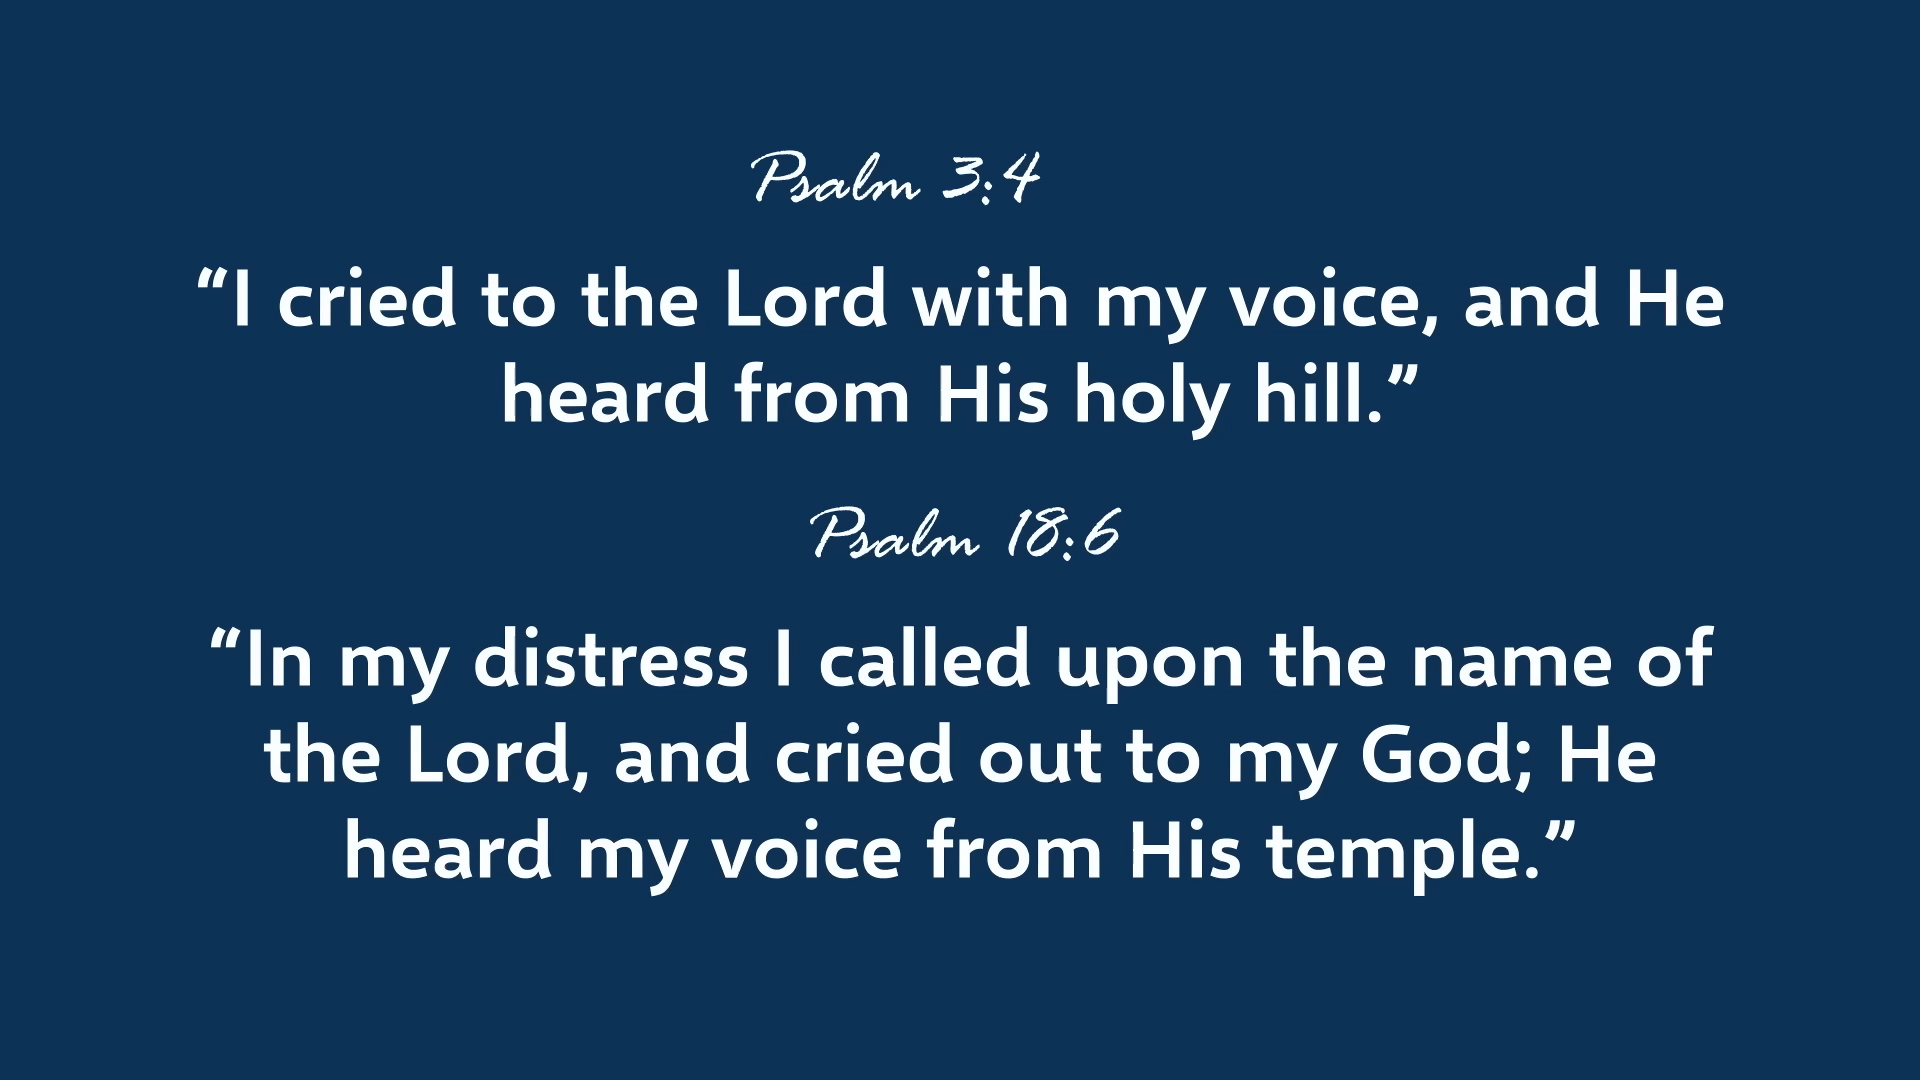 Psalm 3:4
“I cried to the Lord with my voice, and He
heard from His holy hill.”
Psalm 18:6
“In my distress I called upon the name of
the Lord, and cried out to my God; He
heard my voice from His temple.”